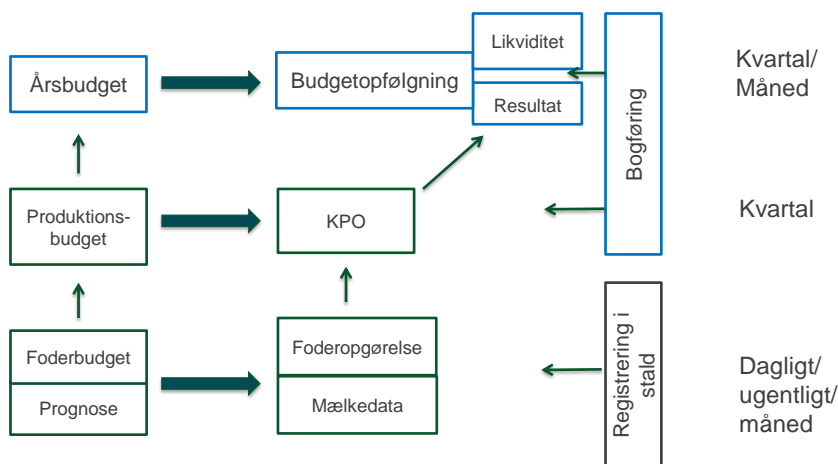 Årsbudget
Budgetopfølgning
Likviditet
Resultat
Bogføring
Kvartal/
Måned
Produktions-
budget
KPO
Kvartal
Foderbudget
Prognose
Foderopgørelse
Mælkedata
Registrering i
stald
Dagligt/
ugentligt/
måned